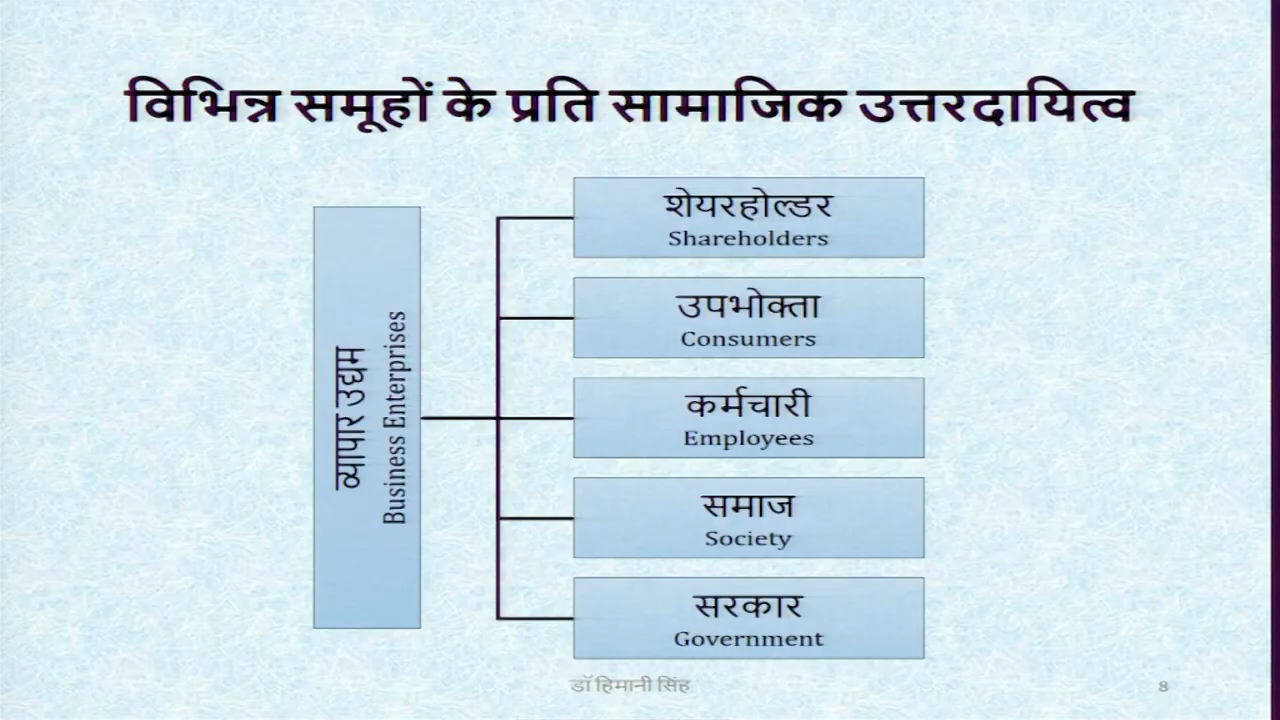 विभिन्न समूहों के प्रति सामाजिक उत्तरदायित्व
व्यापार उद्यम
Business Enterprises
शेयरहोल्डर
Shareholders
उपभोक्ता
Consumers
कर्मचारी
Employees
समाज
Society
सरकार
Government
डॉ हिमानी सिंह
8